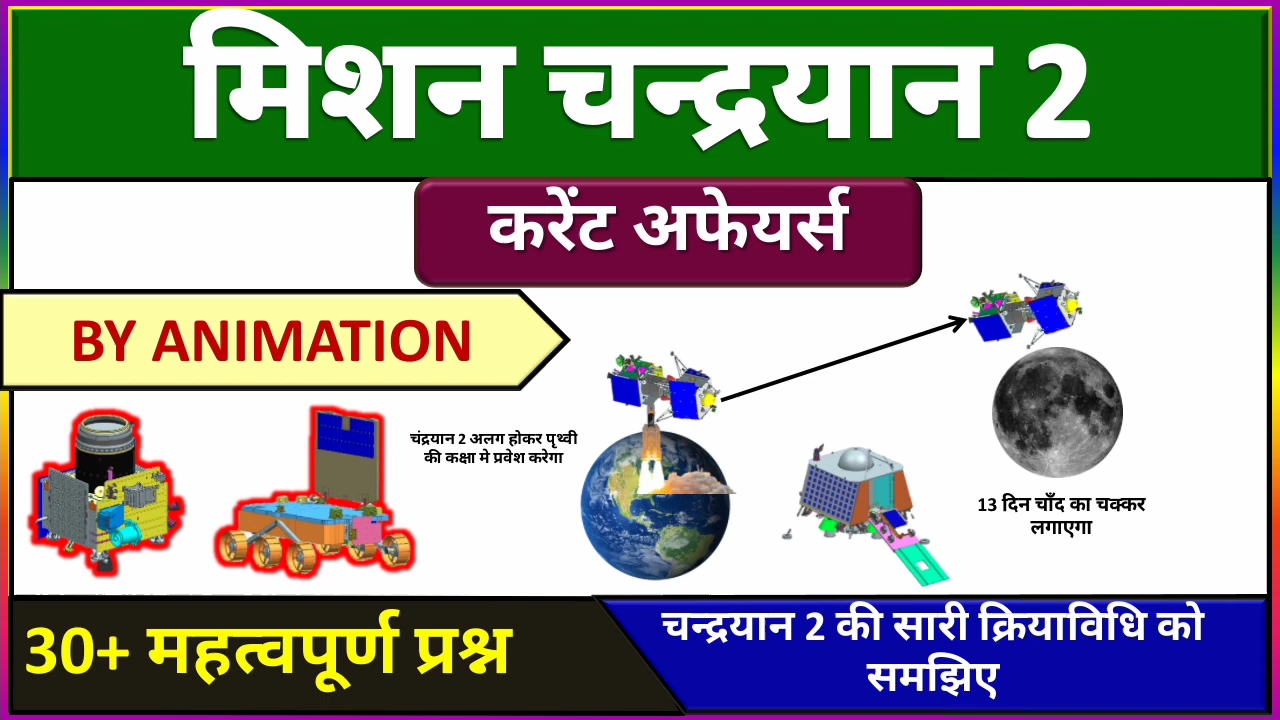 मिशन चन्द्रयान 2
करेंट अफेयर्स
BY ANIMATION
चंद्रयान 2 अलग होकर पृथ्वी
की कक्षा मे प्रवेश करेगा
13 दिन चाँद का चक्कर
लगाएगा
30+ महत्वपूर्ण प्रश्न
चन्द्रयान 2 की सारी क्रियाविधि को
समझिए